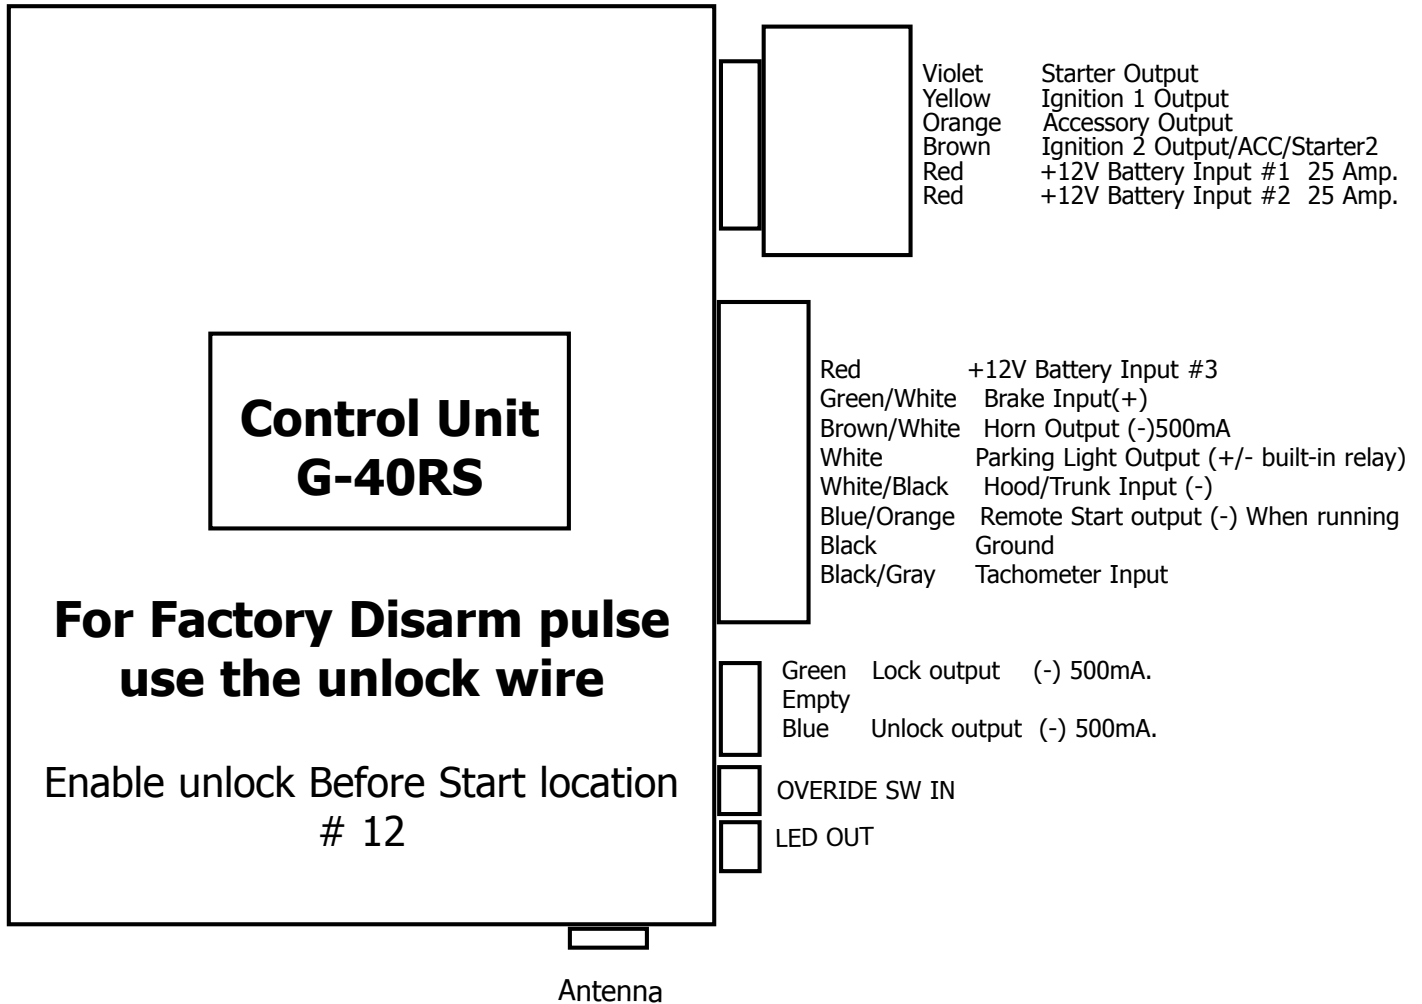 Violet Starter Output
Yellow Ignition 1 Output
Orange Accessory Output
Brown Ignition 2 Output/ACC/Starter2
Red +12V Battery Input #1 25 Amp.
Red +12V Battery Input #2 25 Amp.
Control Unit
G-40RS
Red +12V Battery Input #3
Green/White Brake Input(+)
Brown/White Horn Output (-)500mA
White Parking Light Output (+/- built-in relay)
White/Black Hood/Trunk Input (-)
Blue/Orange Remote Start output (-) When running
Black Ground
Black/Gray Tachometer Input
For Factory Disarm pulse
use the unlock wire
Green Lock output (-) 500mA.
Empty
Blue Unlock output (-) 500mA.
Enable unlock Before Start location
# 12
OVERIDE SW IN
LED OUT
Antenna